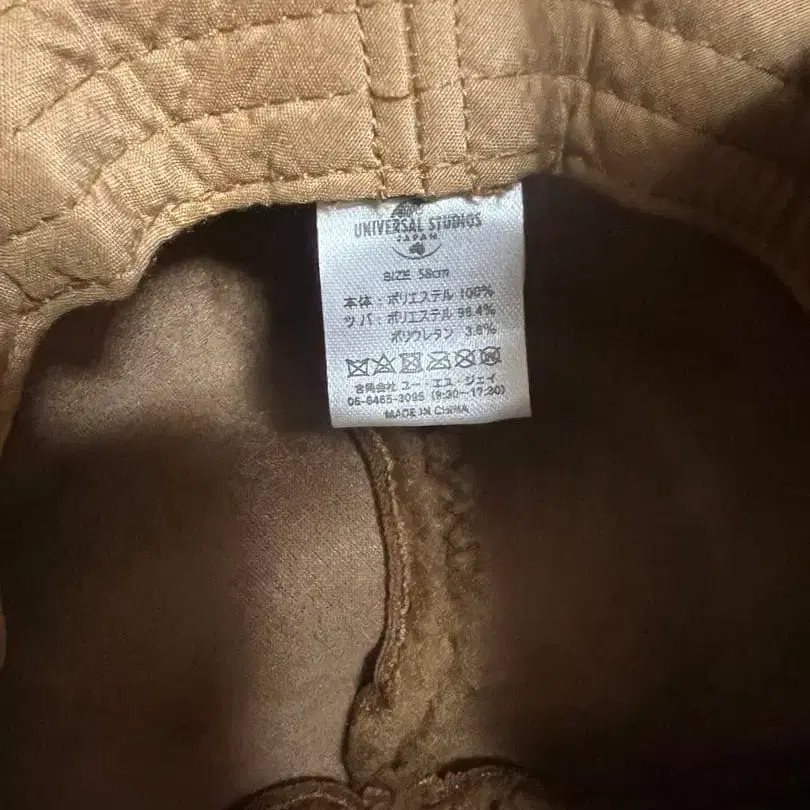 UNIVERSAL STUDIOS
JAPAN
SIZE 58cm
本体・ポリエステル 100%
ツバ・ポリエステル 96.4%
ポリウレタン 3.6%
合同会社 ユー・エス・ジェイ
06-6465-3095 (9:30〜17:30)
MADE IN CHINA